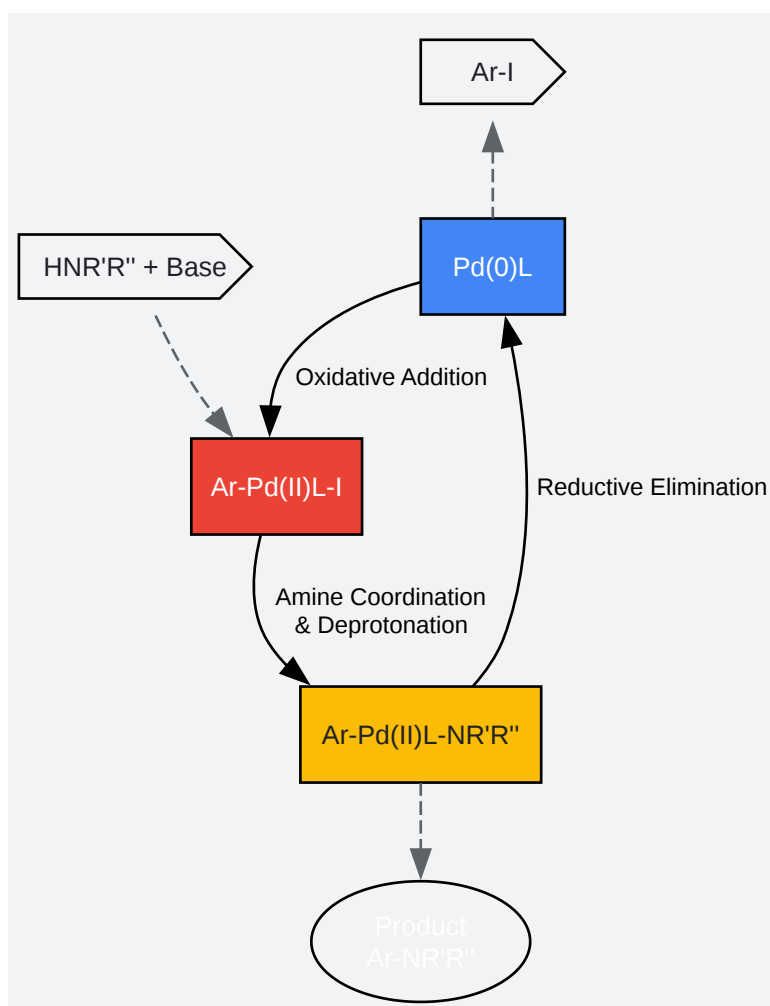 Ar-I
HNR'R" + Base
Pd(0)L
Oxidative Addition
Ar-Pd(II)L-I
Reductive Elimination
Amine Coordination
& Deprotonation
Ar-Pd(II)L-NR'R"
Product
Ar-NR'R"